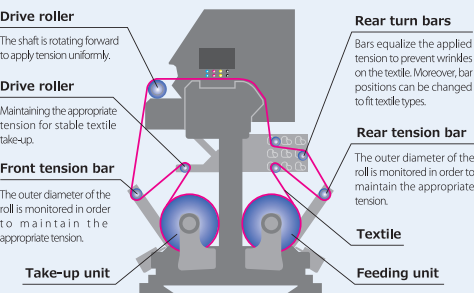 Drive roller
The shaft is rotating forward
to apply tension uniformly.
Drive roller
Maintaining the appropriate
tension for stable textile
take-up.
Front tension bar
The outer diameter of the
roll is monitored in order
to maintain the
appropriate tension.
Take-up unit
Rear turn bars
Bars equalize the applied
tension to prevent wrinkles
on the textile. Moreover, bar
positions can be changed
to fit textile types.
Rear tension bar
The outer diameter of the
roll is monitored in order to
maintain the appropriate
tension.
Textile
Feeding unit